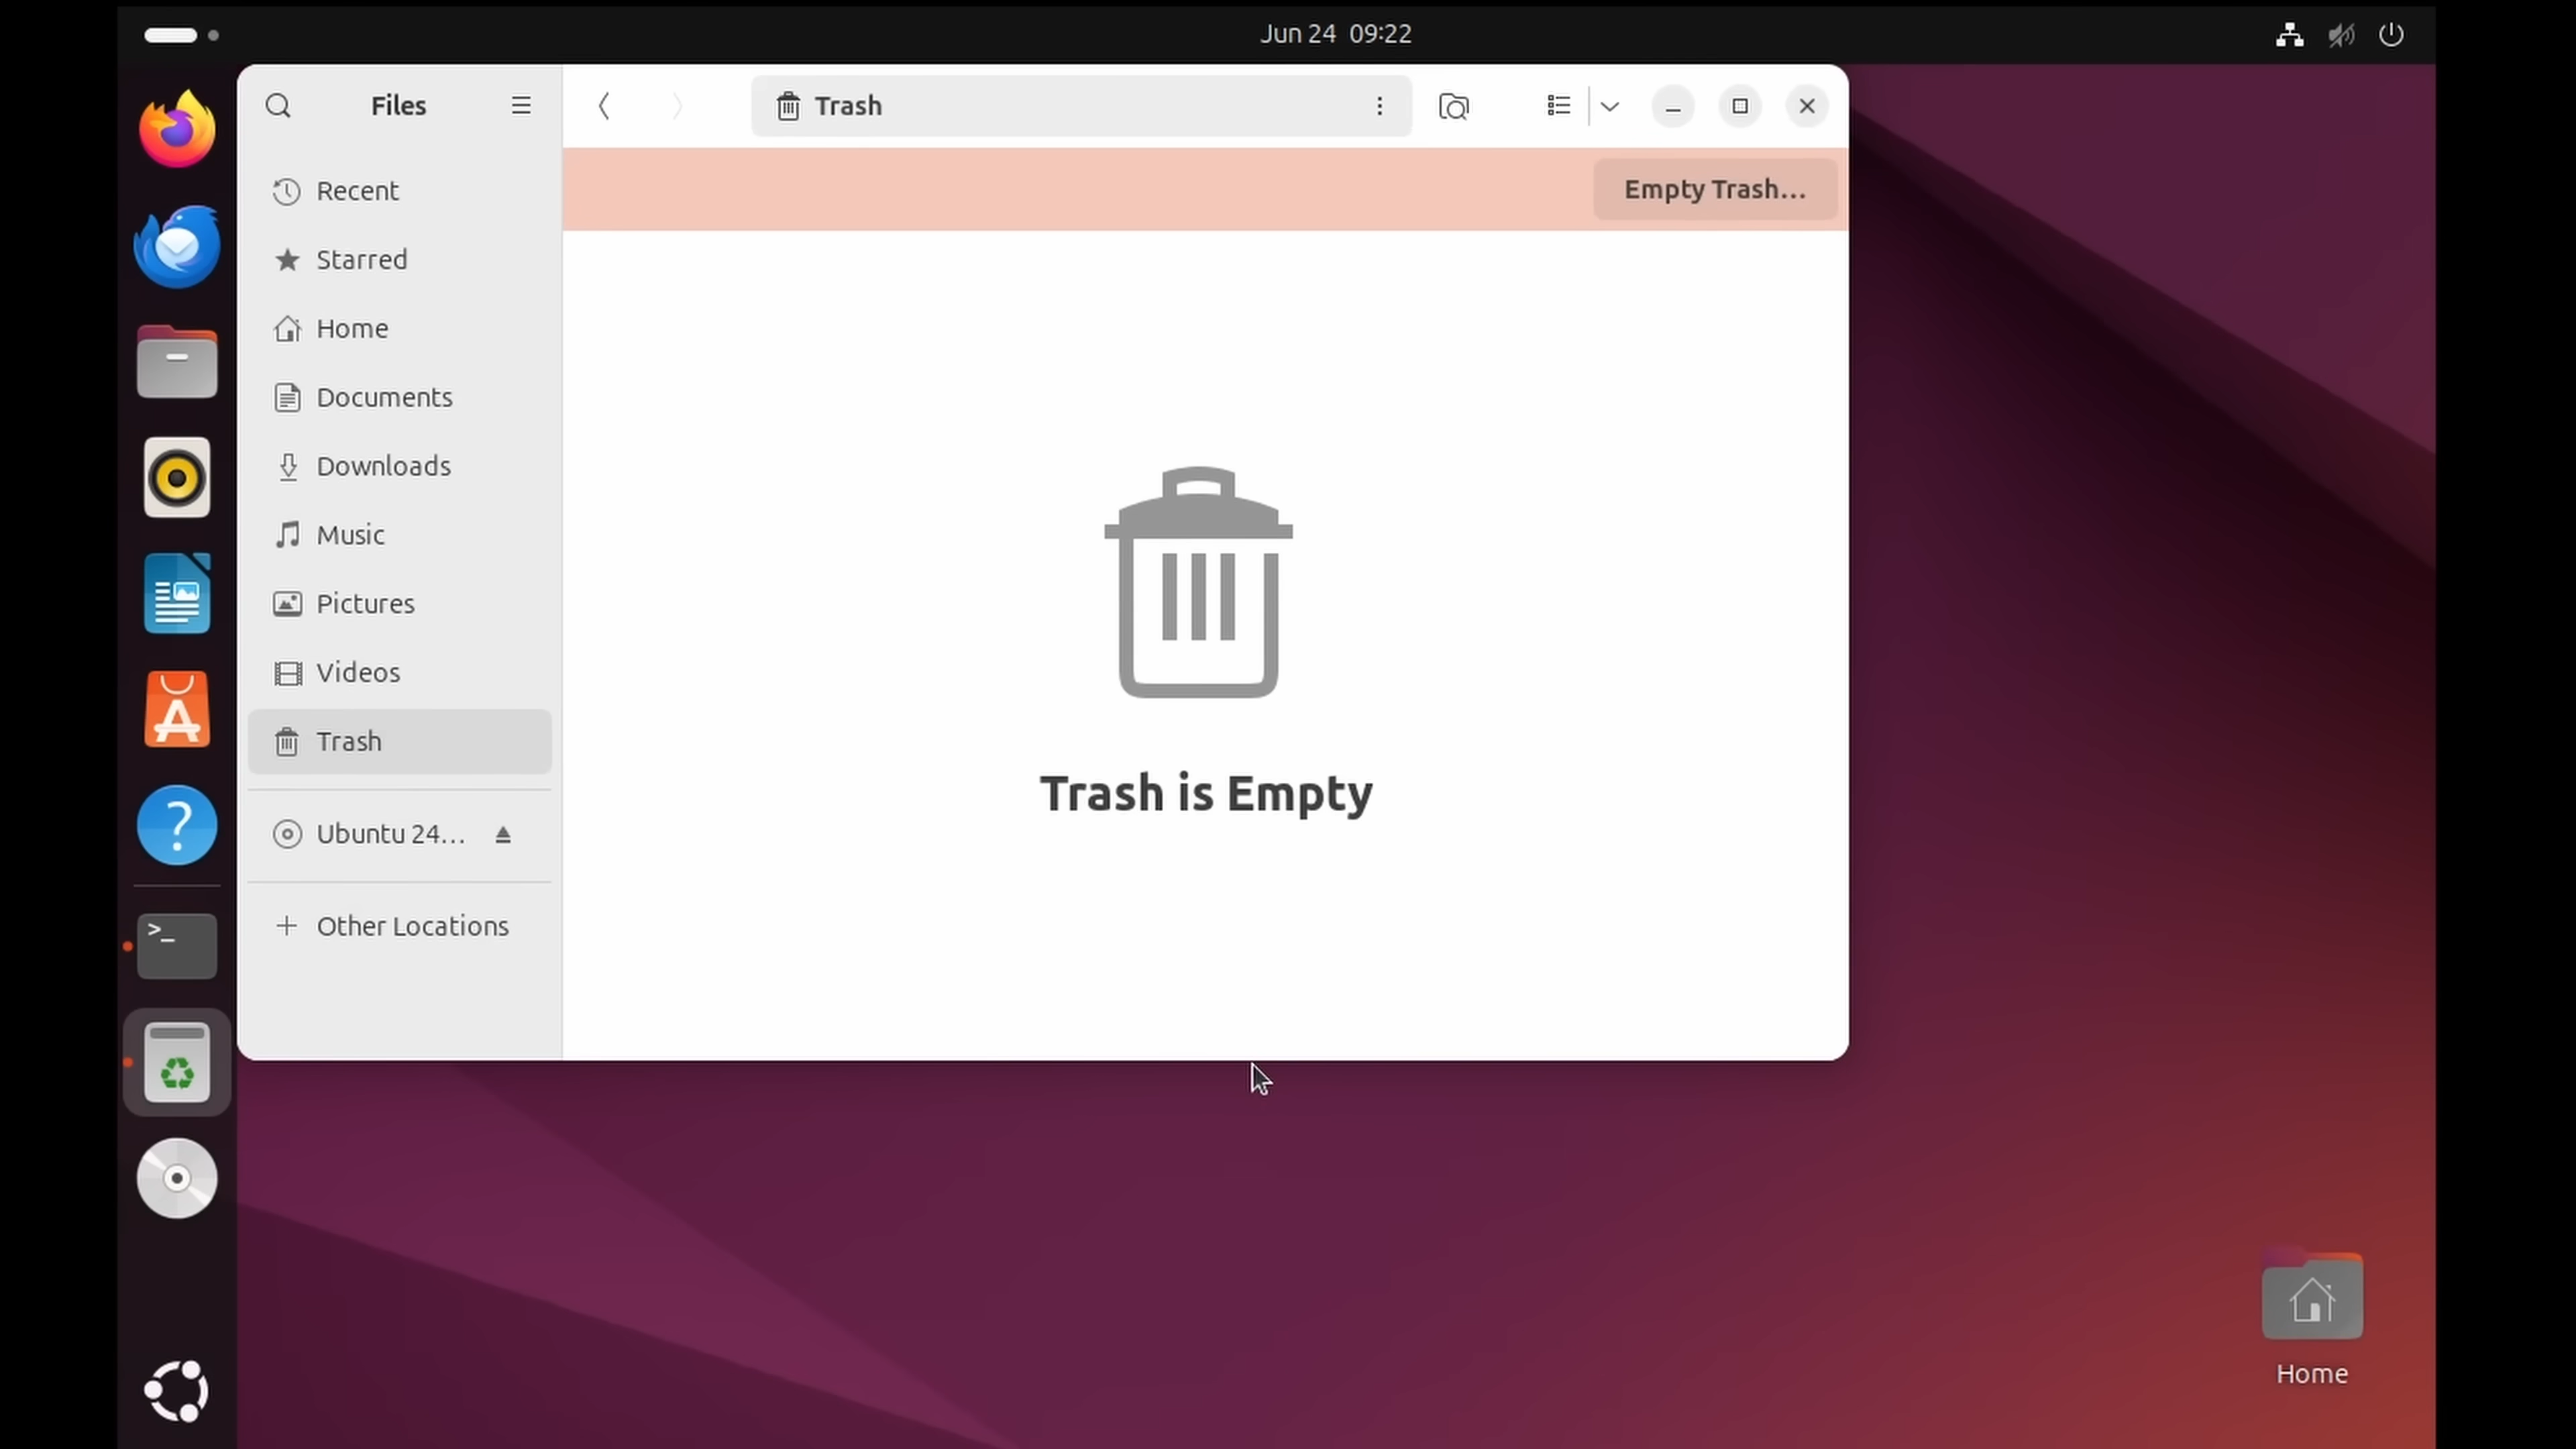 Jun 24 09:22
Files
Trash
Empty Trash...
Recent
Starred
Home
Documents
Downloads
Music
Pictures
Videos
Trash
Ubuntu 24...
Other Locations
Trash is Empty
Home